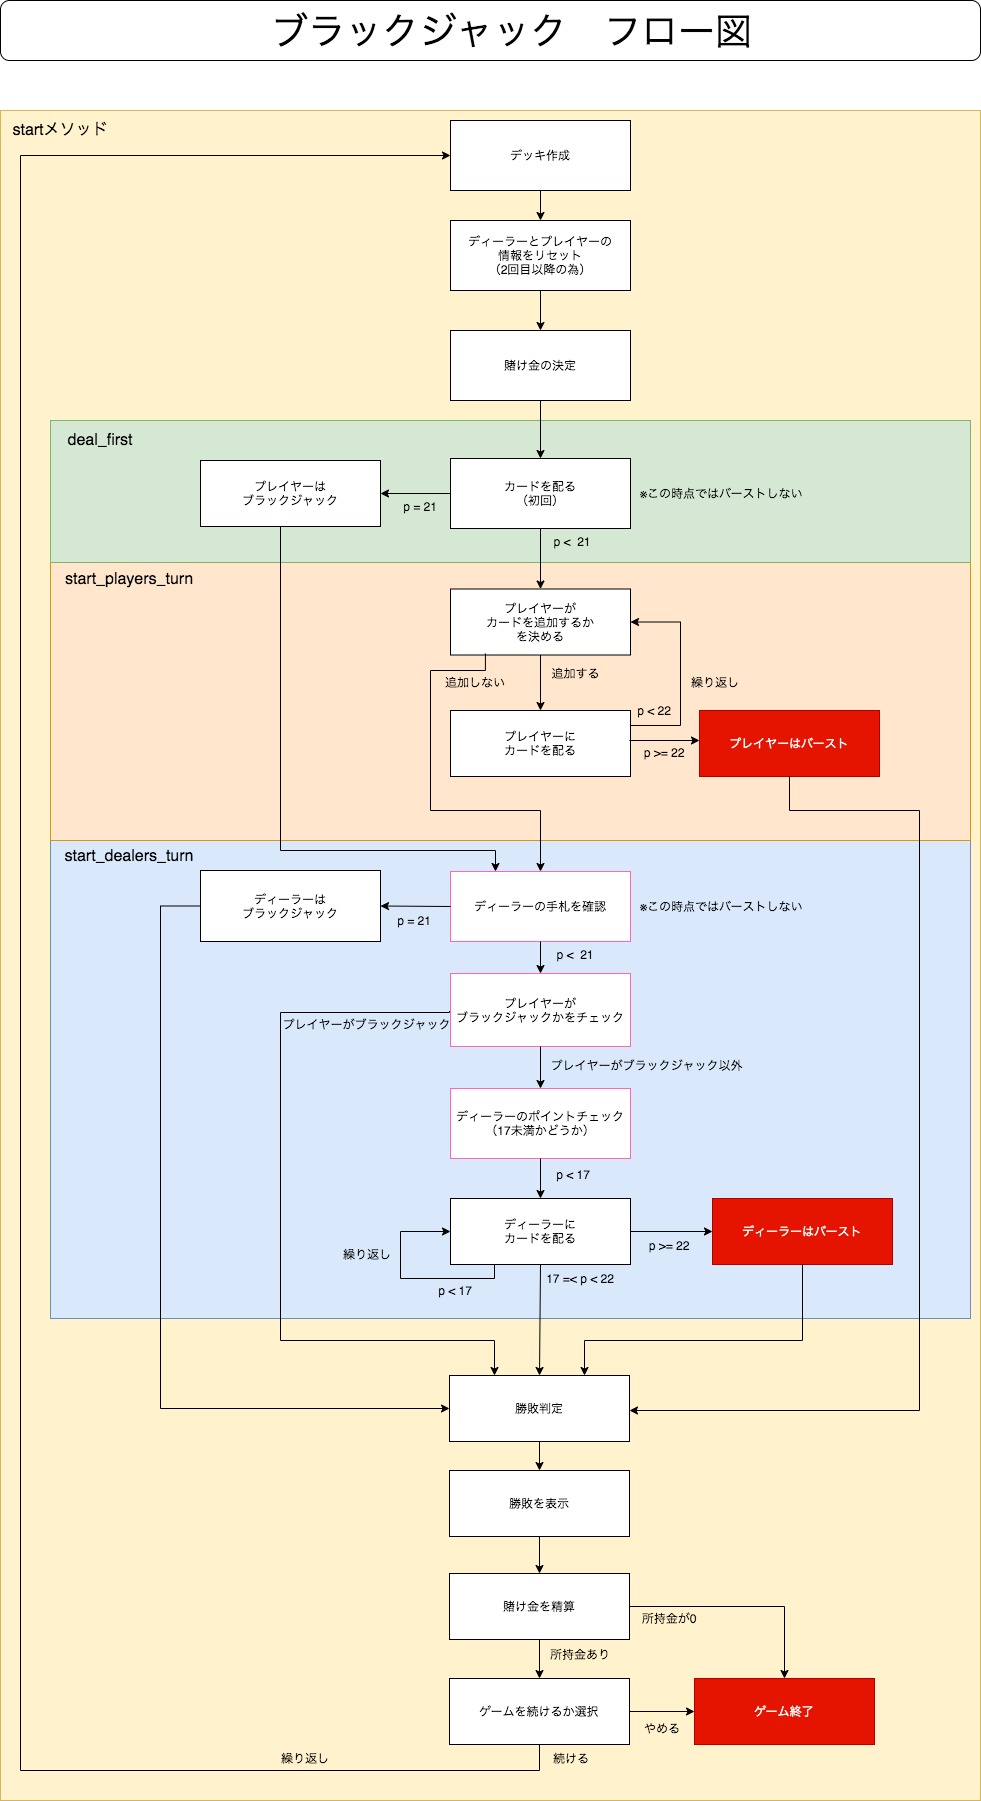 ブラックジャック　フロー図
startメソッド
デッキ作成
ディーラーとプレイヤーの
情報をリセット
（2回目以降の為）
賭け金の決定
deal_first
プレイヤーは
ブラックジャック
p = 21
カードを配る
（初回）
※この時点ではバーストしない
p <  21
start_players_turn
プレイヤーが
カードを追加するか
を決める
追加しない
追加する
繰り返し
p < 22
プレイヤーに
カードを配る
p >= 22
プレイヤーはバースト
start_dealers_turn
ディーラーは
ブラックジャック
p = 21
ディーラーの手札を確認
※この時点ではバーストしない
p <  21
プレイヤーが
ブラックジャックかをチェック
プレイヤーがブラックジャック
プレイヤーがブラックジャック以外
ディーラーのポイントチェック
（17未満かどうか）
p < 17
ディーラーに
カードを配る
繰り返し
p >= 22
ディーラーはバースト
p < 17
17 =< p < 22
勝敗判定
勝敗を表示
賭け金を精算
所持金が0
所持金あり
ゲームを続けるか選択
やめる
ゲーム終了
繰り返し
続ける